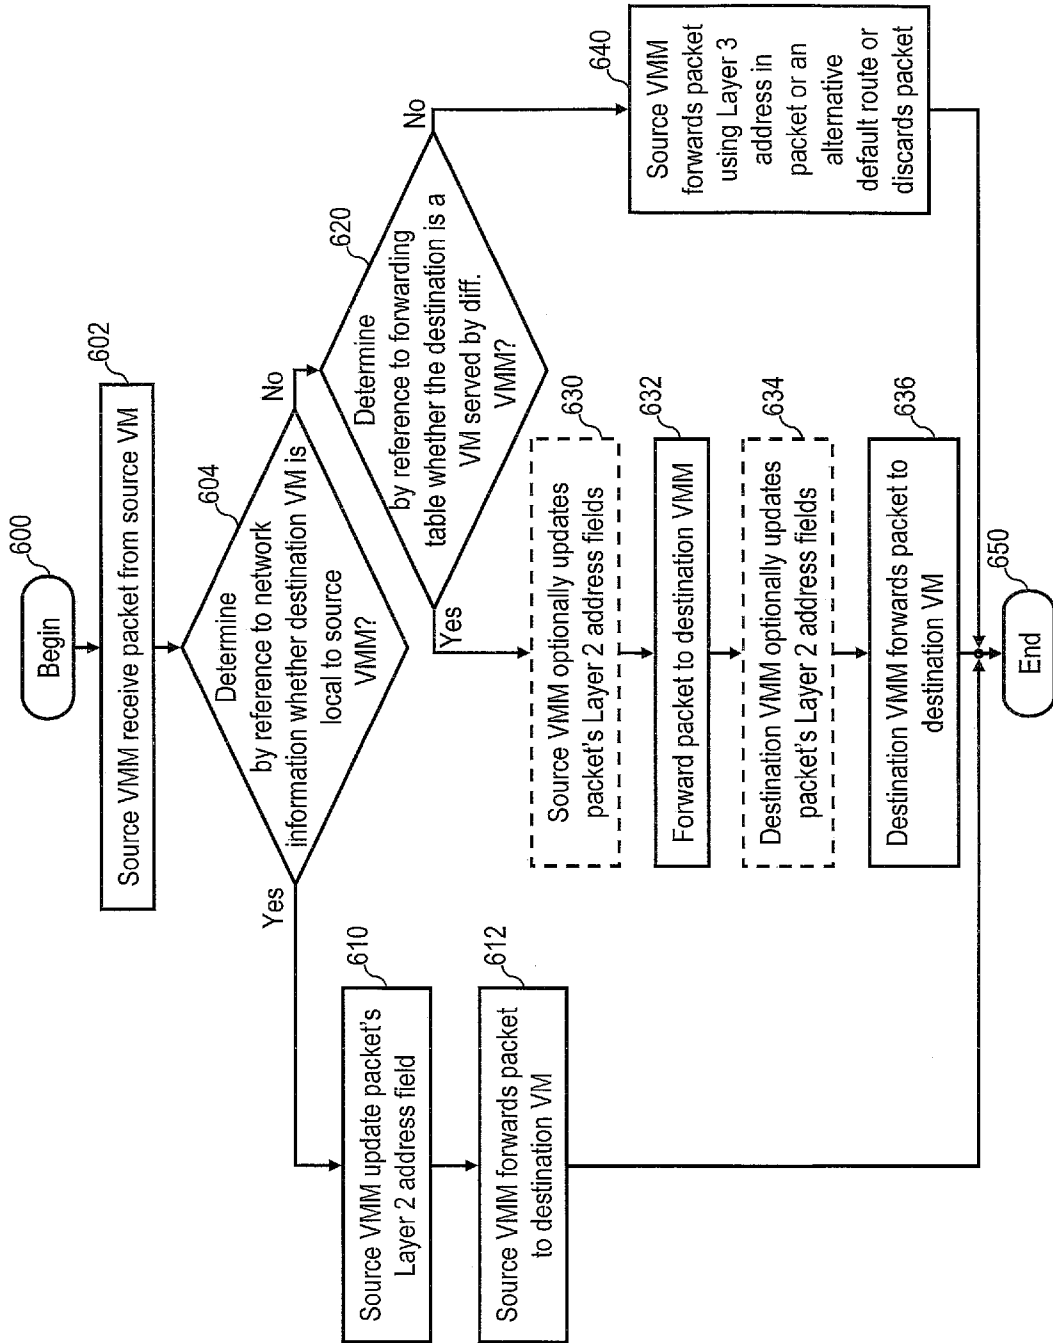 600
Begin
602
Source VMM receive packet from source VM
604
Determine
by reference to network
information whether destination VM is
local to source
VMM?
Yes
No
610
Source VMM update packet's
Layer 2 address field
612
Source VMM forwards packet
to destination VM
620
Determine
by reference to forwarding
table whether the destination is a
VM served by diff.
VMM?
Yes
No
630
Source VMM optionally updates
packet's Layer 2 address fields
632
Forward packet to destination VMM
634
Destination VMM optionally updates
packet's Layer 2 address fields
636
Destination VMM forwards packet to
destination VM
640
Source VMM
forwards packet
using Layer 3
address in
packet or an
alternative
default route or
discards packet
650
End